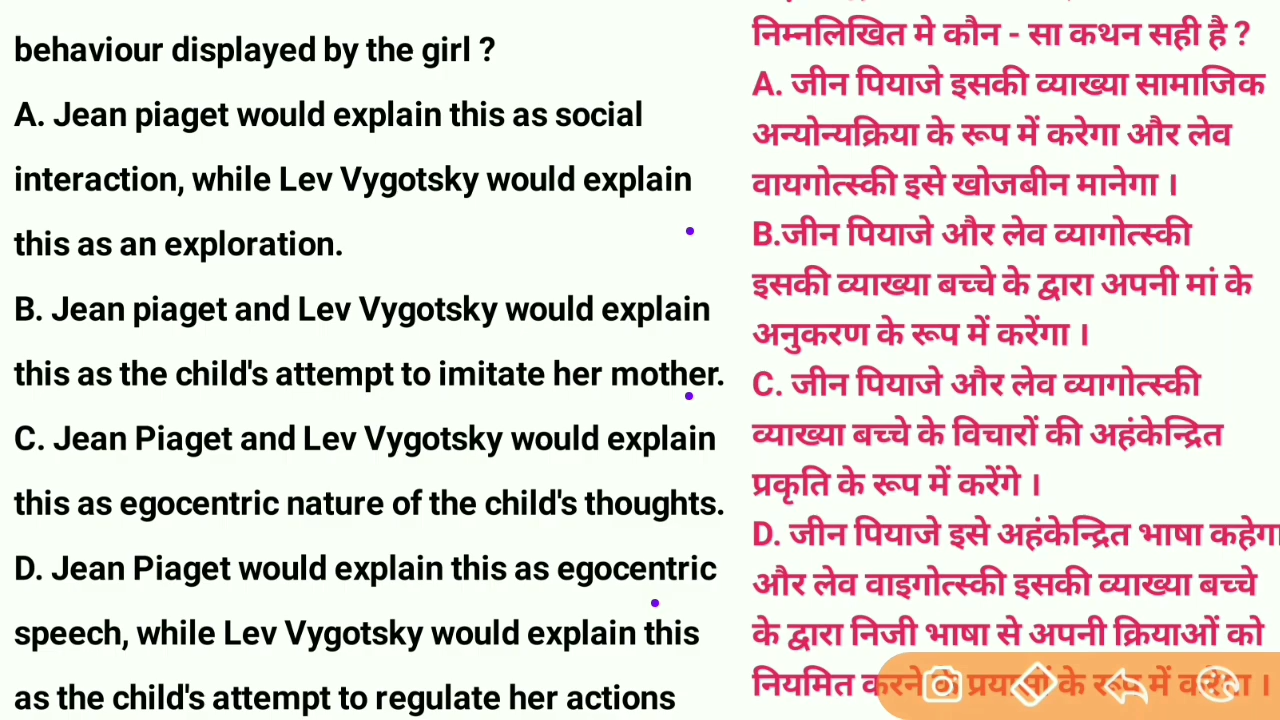 behaviour displayed by the girl ?
A. Jean piaget would explain this as social
interaction, while Lev Vygotsky would explain
this as an exploration.
B. Jean piaget and Lev Vygotsky would explain
this as the child's attempt to imitate her mother.
C. Jean Piaget and Lev Vygotsky would explain
this as egocentric nature of the child's thoughts.
D. Jean Piaget would explain this as egocentric
speech, while Lev Vygotsky would explain this
as the child's attempt to regulate her actions
निम्नलिखित मे कौन - सा कथन सही है ?
A. जीन पियाजे इसकी व्याख्या सामाजिक
अन्योन्यक्रिया के रूप में करेगा और लेव
वायगोत्स्की इसे खोजबीन मानेगा ।
B.जीन पियाजे और लेव व्यागोत्स्की
इसकी व्याख्या बच्चे के द्वारा अपनी मां के
अनुकरण के रूप में करेंगा ।
C. जीन पियाजे और लेव व्यागोत्स्की
व्याख्या बच्चे के विचारों की अहंकेन्द्रित
प्रकृति के रूप में करेंगे ।
D. जीन पियाजे इसे अहंकेन्द्रित भाषा कहेगा
और लेव वाइगोत्स्की इसकी व्याख्या बच्चे
के द्वारा निजी भाषा से अपनी क्रियाओं को
नियमित करने के प्रयासों के रूप में करेगा ।